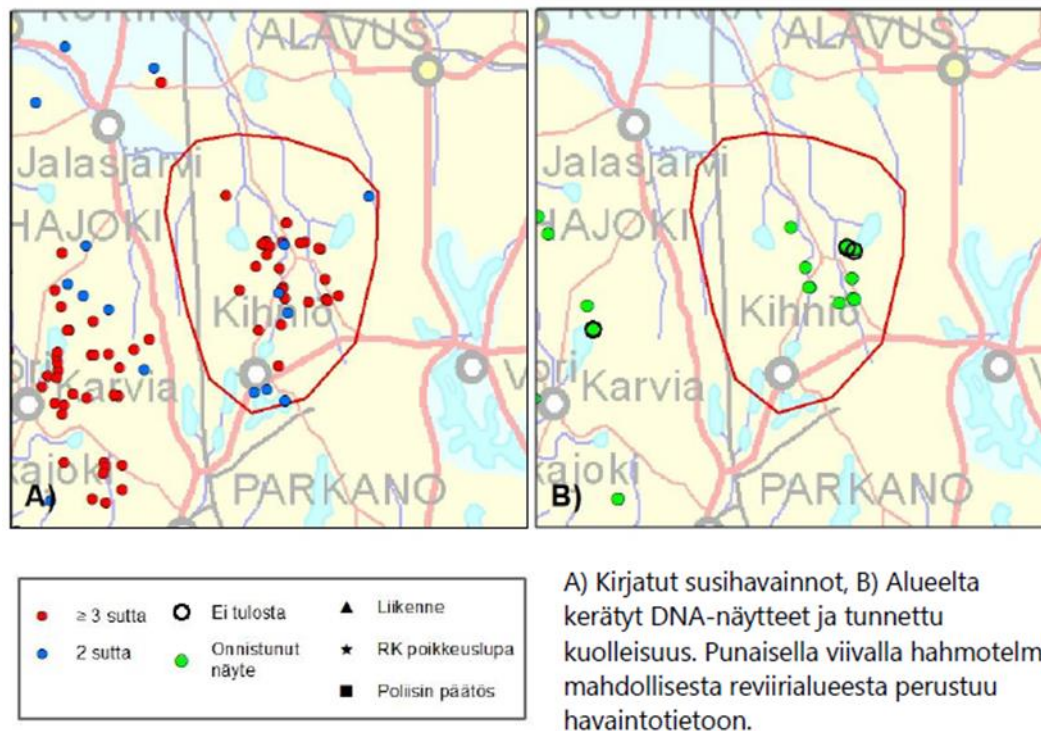 ALAVUS
Jalasjärvi
HAJOKI
Kihniö
Karvia
kajoki
PARKANO
A)
ALAVUS
Jalasjärvi
HAJOKI
Kihniö
Karvia
kajoki
PARKANO
B)
≥ 3 sutta
2 sutta
Ei tulosta
Onnistunut
näyte
Liikenne
RK poikkeuslupa
Poliisin päätös
A) Kirjatut susihavainnot, B) Alueelta
kerätyt DNA-näytteet ja tunnettu
kuolleisuus. Punaisella viivalla hahmotelm
mahdollisesta reviirialueesta perustuu
havaintotietoon.